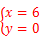 {x = 6
{y = 0